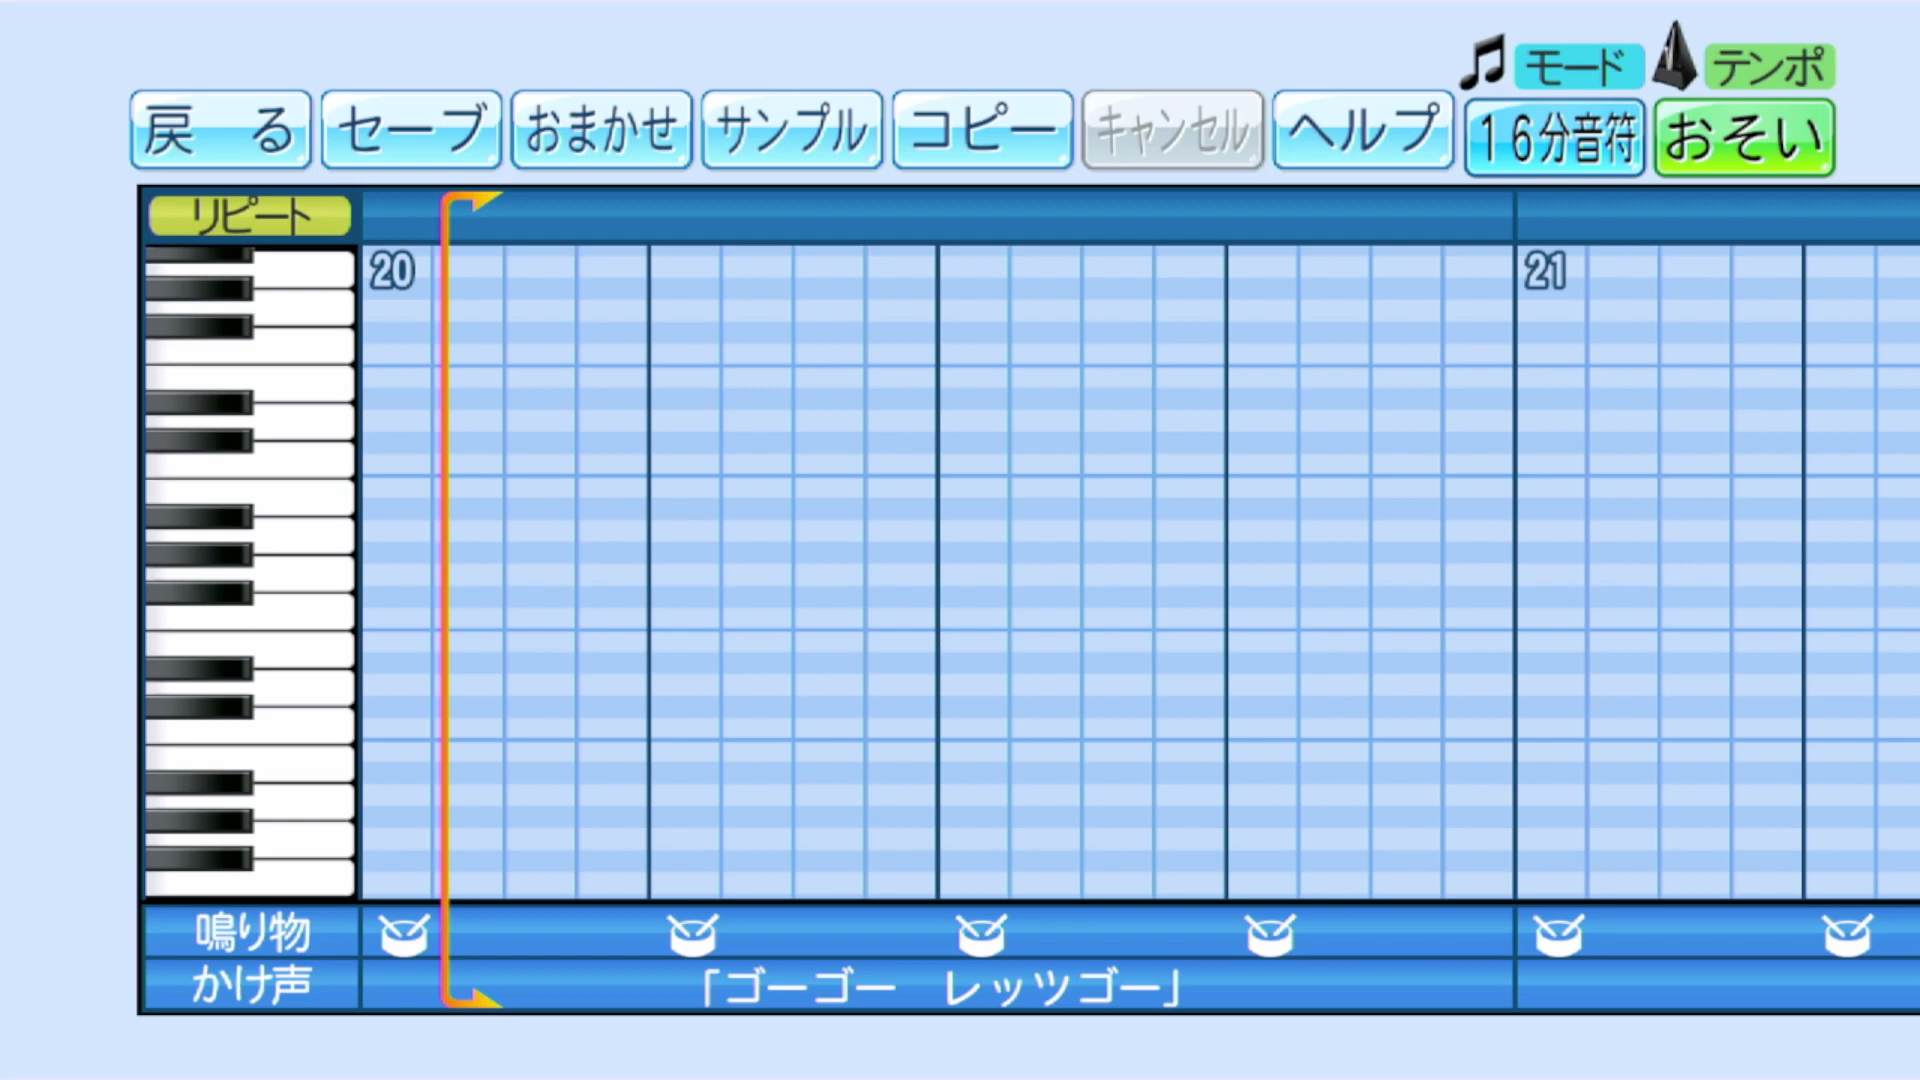 モード テンポ
戻る セーブ おまかせ サンプル コピー キャンセル ヘルプ 16分音符 おそい
リピート
20 21
鳴り物
かけ声 「ゴーゴー レッツゴー」